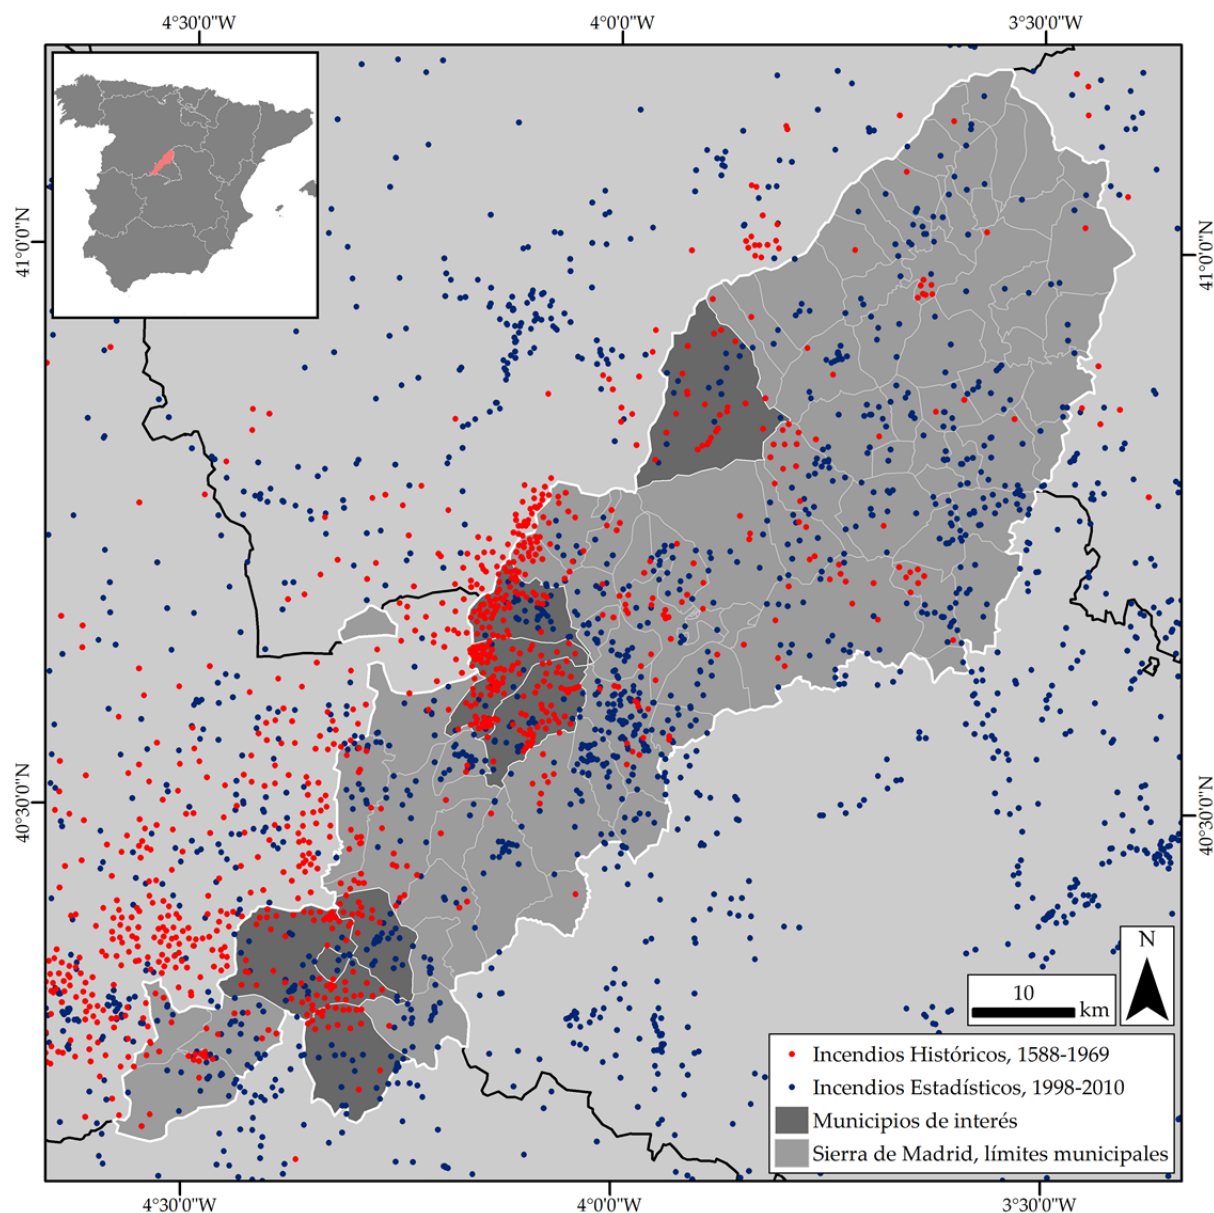 4°30'0"W
4°0'0"W
3°30'0"W
41°0'0"N
41°0'0"N
40°30'0"N
40°30'0"N
N
10
km
Incendios Históricos, 1588-1969
Incendios Estadísticos, 1998-2010
Municipios de interés
Sierra de Madrid, límites municipales
4°30'0"W
4°0'0"W
3°30'0"W